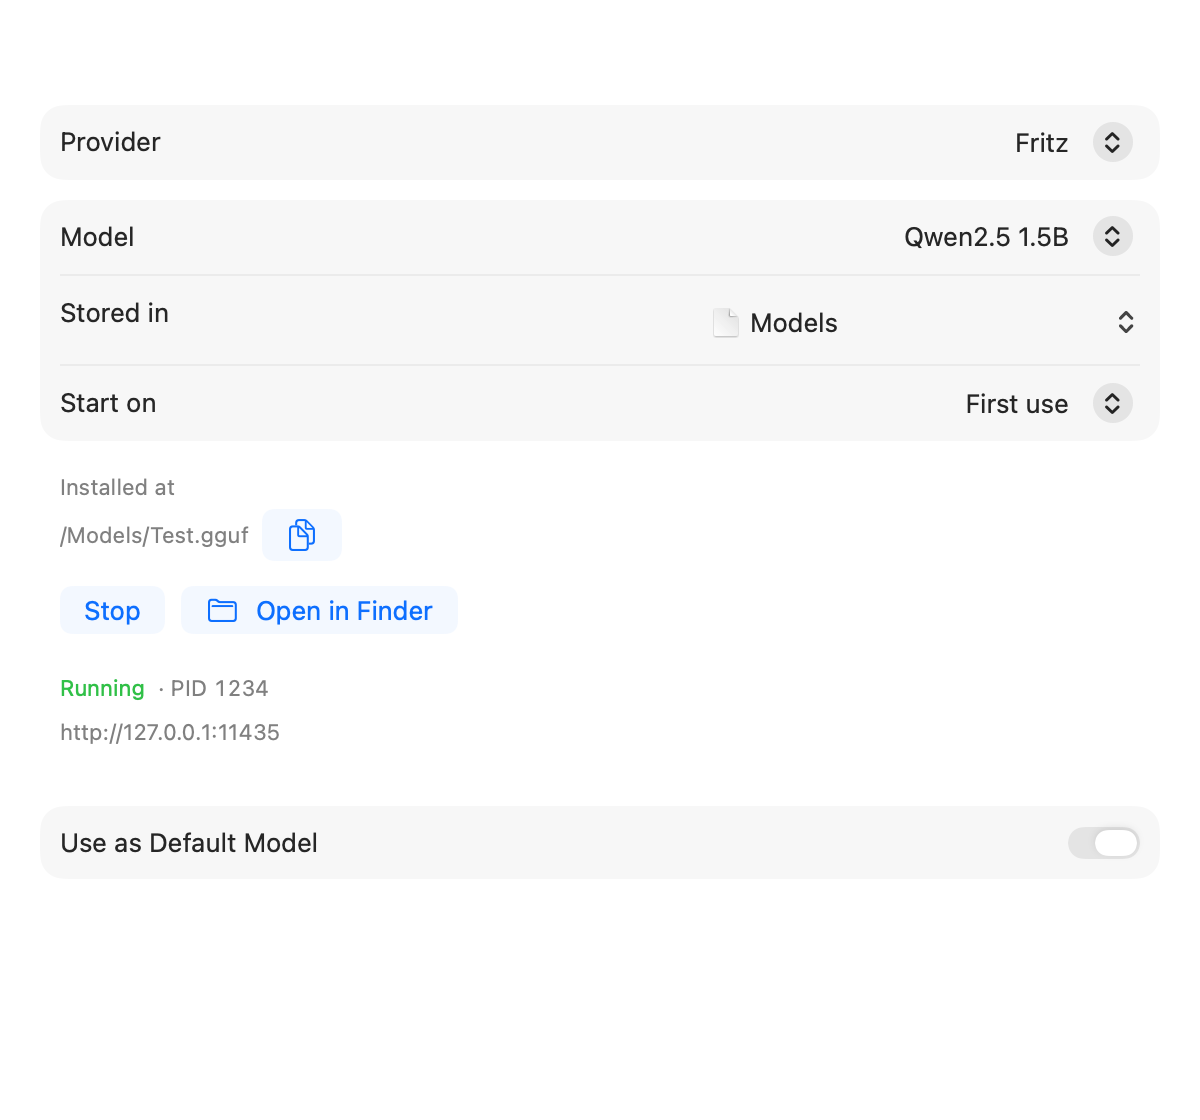 Provider Fritz
Model Qwen2.5 1.5B
Stored in Models
Start on First use
Installed at
/Models/Test.gguf
Stop Open in Finder
Running · PID 1234
http://127.0.0.1:11435
Use as Default Model